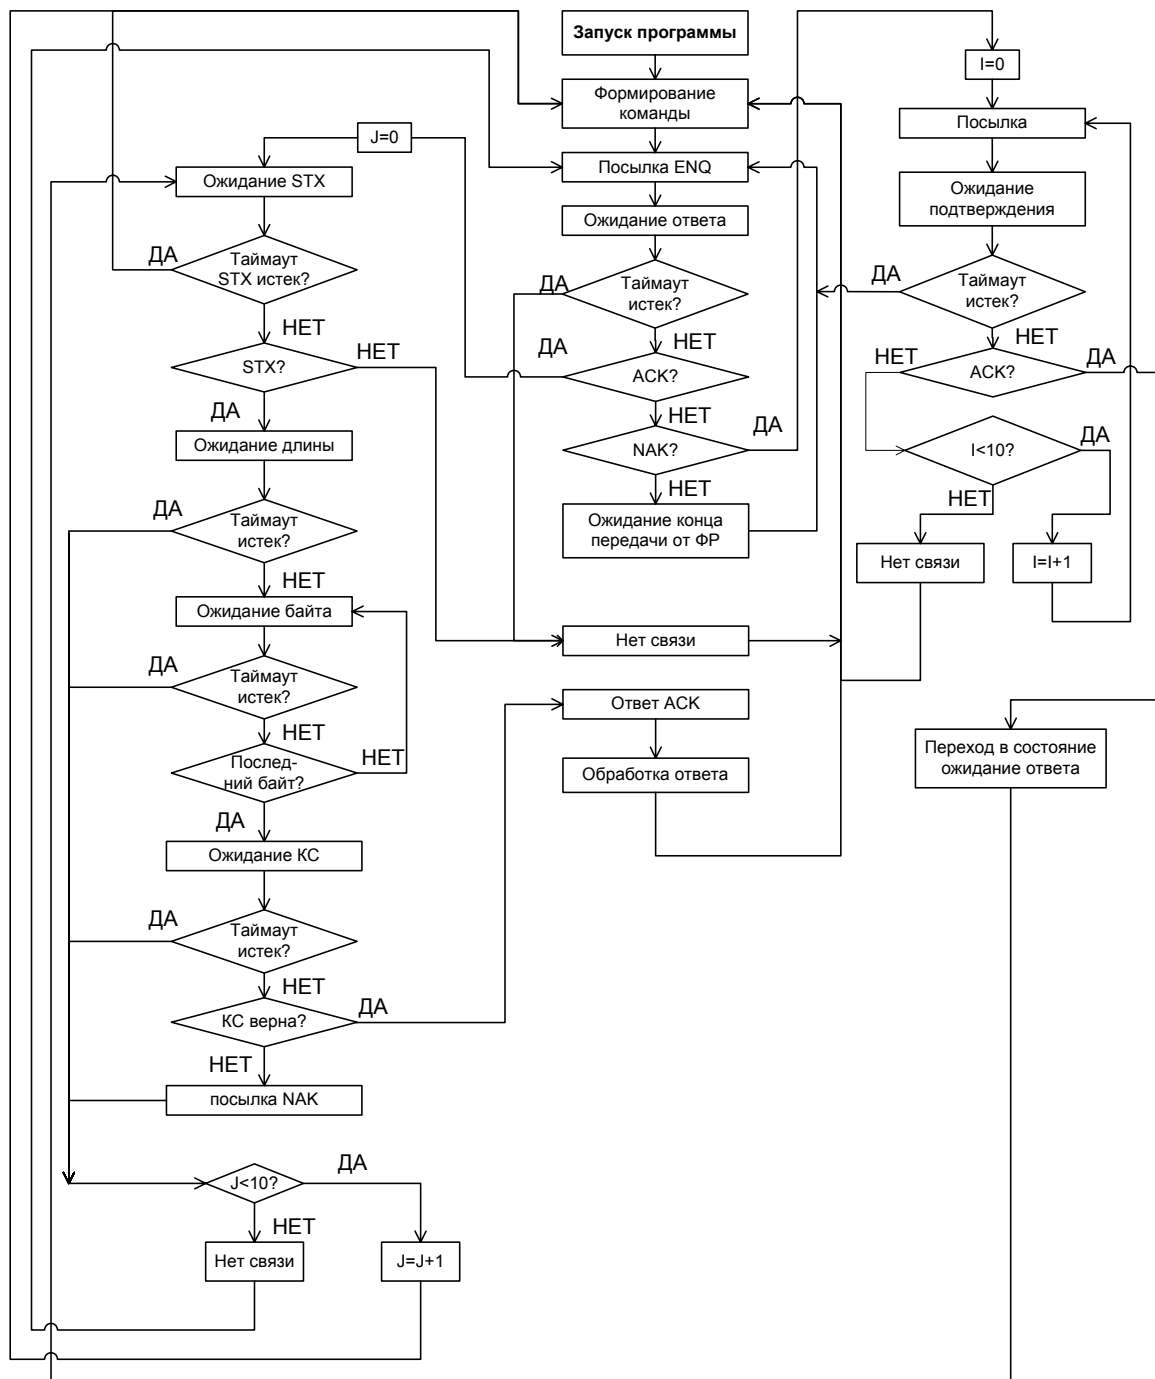 Запуск программы
Формирование
команды
Посылка ENQ
Ожидание ответа
ДА
Таймаут
истек?
НЕТ
ДА
ACK?
НЕТ
NAK?
ДА
НЕТ
Ожидание конца
передачи от ФР
Нет связи
Ответ ACK
Обработка ответа
J=0
Ожидание STX
ДА
Таймаут
STX истек?
НЕТ
STX?
НЕТ
ДА
Ожидание длины
ДА
Таймаут
истек?
НЕТ
Ожидание байта
ДА
Таймаут
истек?
НЕТ
Послед-
ний байт?
НЕТ
ДА
Ожидание КС
ДА
Таймаут
истек?
НЕТ
КС верна?
ДА
НЕТ
посылка NAK
J<10?
ДА
НЕТ
Нет связи
J=J+1
I=0
Посылка
Ожидание
подтверждения
ДА
Таймаут
истек?
НЕТ
НЕТ
ACK?
ДА
I<10?
ДА
НЕТ
Нет связи
I=I+1
Переход в состояние
ожидание ответа